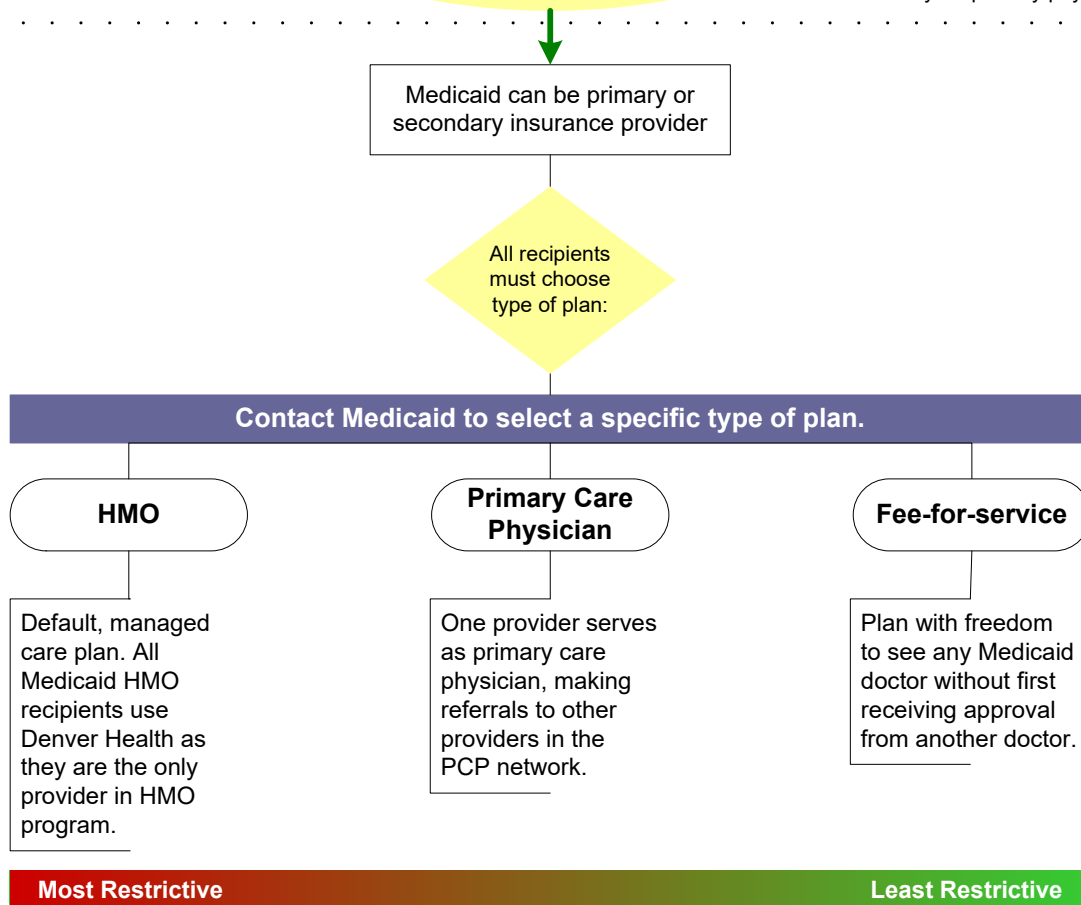 Medicaid can be primary or
secondary insurance provider
All recipients
must choose
type of plan:
Contact Medicaid to select a specific type of plan.
HMO
Primary Care
Physician
Fee-for-service
Default, managed
care plan. All
Medicaid HMO
recipients use
Denver Health as
they are the only
provider in HMO
program.
One provider serves
as primary care
physician, making
referrals to other
providers in the
PCP network.
Plan with freedom
to see any Medicaid
doctor without first
receiving approval
from another doctor.
Most Restrictive
Least Restrictive